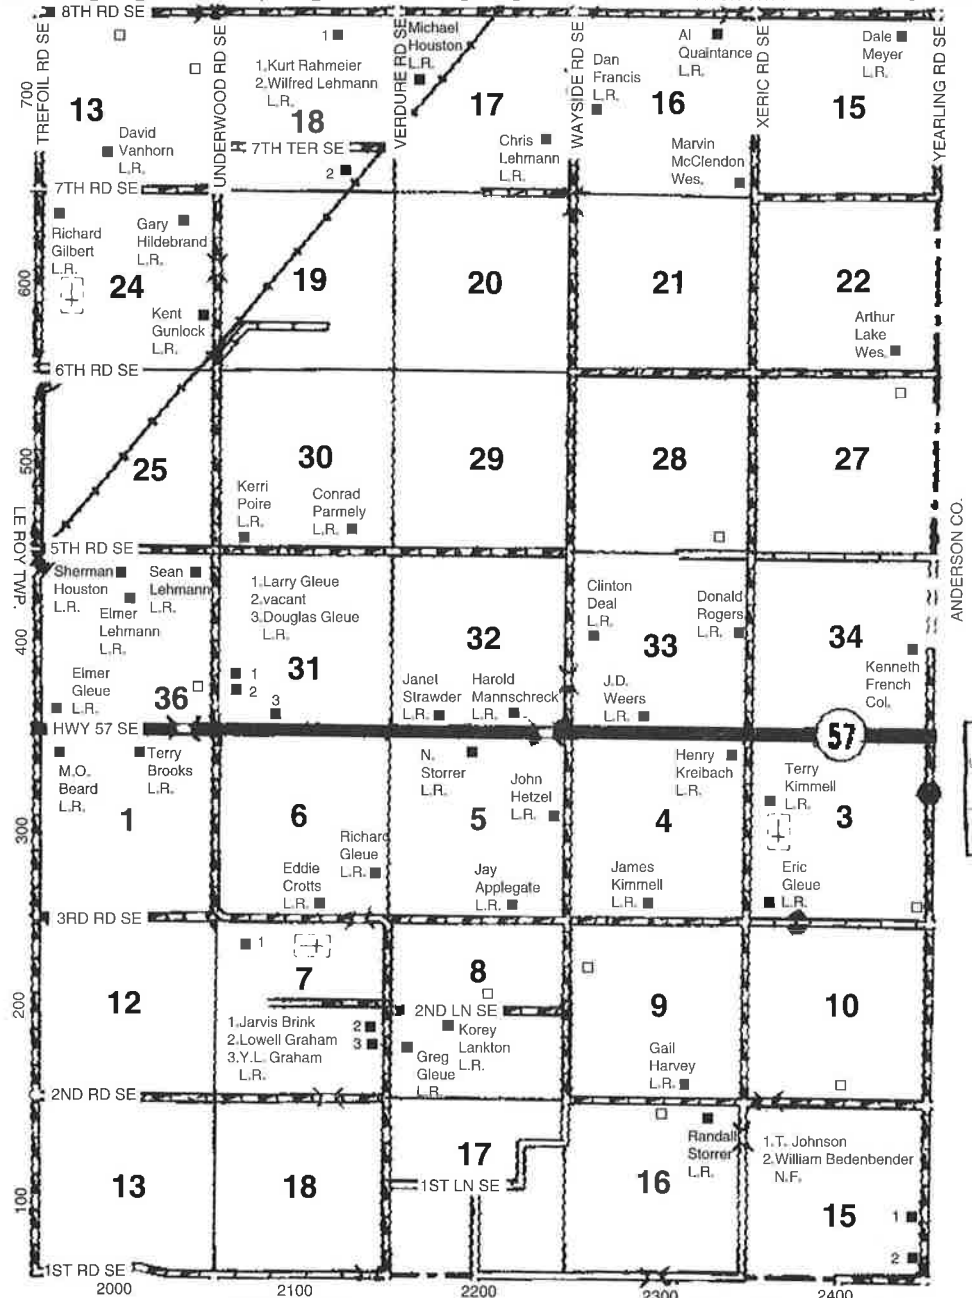 8TH RD SE
TREFOIL RD SE
UNDERWOOD RD SE
VERDURE RD SE
WAYSIDE RD SE
XERIC RD SE
YEARLING RD SE
700
13
David
Vanhorn
L.R.
1
1.Kurt Rahmeier
2.Wilfred Lehmann
L.R.
18
7TH TER SE
2
Michael
Houston
L.R.
17
Chris
Lehmann
L.R.
Dan
Francis
L.R.
Al
Quaintance
L.R.
16
Marvin
McClendon
Wes.
Dale
Meyer
L.R.
15
7TH RD SE
600
Richard
Gilbert
L.R.
Gary
Hildebrand
L.R.
24
Kent
Gunlock
L.R.
19
20
21
22
Arthur
Lake
Wes.
6TH RD SE
500
25
30
Kerri
Poire
L.R.
Conrad
Parmely
L.R.
29
28
27
LE ROY TWP.
ANDERSON CO.
5TH RD SE
400
Sherman
Houston
L.R.
Sean
Lehmann
L.R.
Elmer
Lehmann
L.R.
Elmer
Gleue
L.R.
36
1.Larry Gleue
2.vacant
3.Douglas Gleue
L.R.
31
1
2
3
32
Janet
Strawder
L.R.
Harold
Mannschreck
L.R.
Clinton
Deal
L.R.
Donald
Rogers
L.R.
33
J.D.
Weers
L.R.
34
Kenneth
French
Col.
HWY 57 SE
57
300
M.O.
Beard
L.R.
Terry
Brooks
L.R.
1
6
Richard
Gleue
L.R.
Eddie
Crotts
L.R.
N.
Storrer
L.R.
John
Hetzel
L.R.
5
Jay
Applegate
L.R.
Henry
Kreibach
L.R.
4
James
Kimmell
L.R.
Terry
Kimmell
L.R.
3
Eric
Gleue
L.R.
3RD RD SE
200
12
1
7
1.Jarvis Brink
2.Lowell Graham
3.Y.L. Graham
L.R.
2
3
8
2ND LN SE
Korey
Lankton
L.R.
Greg
Gleue
L.R.
9
Gail
Harvey
L.R.
10
2ND RD SE
100
13
18
17
1ST LN SE
Randall
Storrer
L.R.
16
1.T. Johnson
2.William Bedenbender
N.F.
15
1
2
1ST RD SE
2000
2100
2200
2300
2400